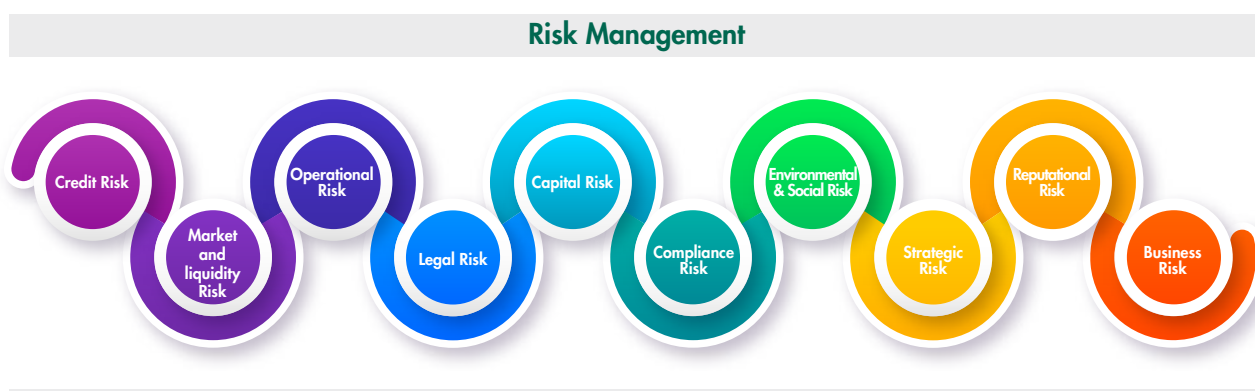 Risk Management
Credit Risk
Market
and
liquidity
Risk
Operational
Risk
Legal Risk
Capital Risk
Compliance
Risk
Environmental
& Social Risk
Strategic
Risk
Reputational
Risk
Business
Risk